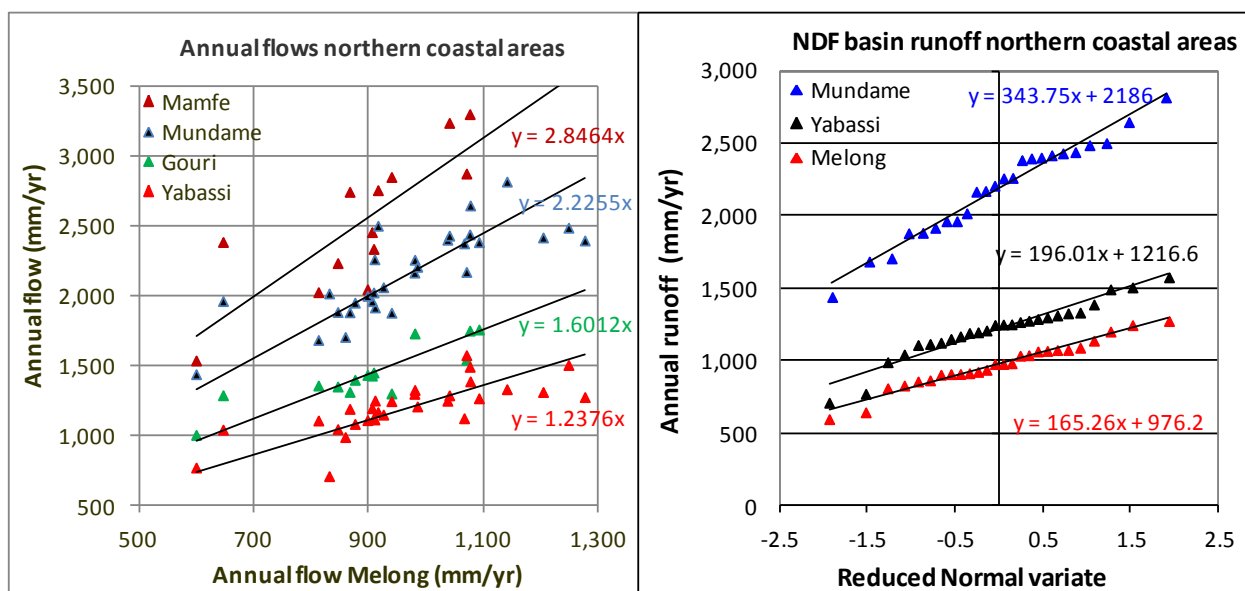 Annual flows northern coastal areas
Annual flow (mm/yr)
3,500
3,000
2,500
2,000
1,500
1,000
500
Mamfe
Mundame
Gouri
Yabassi
y = 2.8464x
y = 2.2255x
y = 1.6012x
y = 1.2376x
500 700 900 1,100 1,300
Annual flow Melong (mm/yr)
NDF basin runoff northern coastal areas
Annual runoff (mm/yr)
3,000
2,500
2,000
1,500
1,000
500
0
Mundame
Yabassi
Melong
y = 343.75x + 2186
y = 196.01x + 1216.6
y = 165.26x + 976.2
-2.5 -1.5 -0.5 0.5 1.5 2.5
Reduced Normal variate